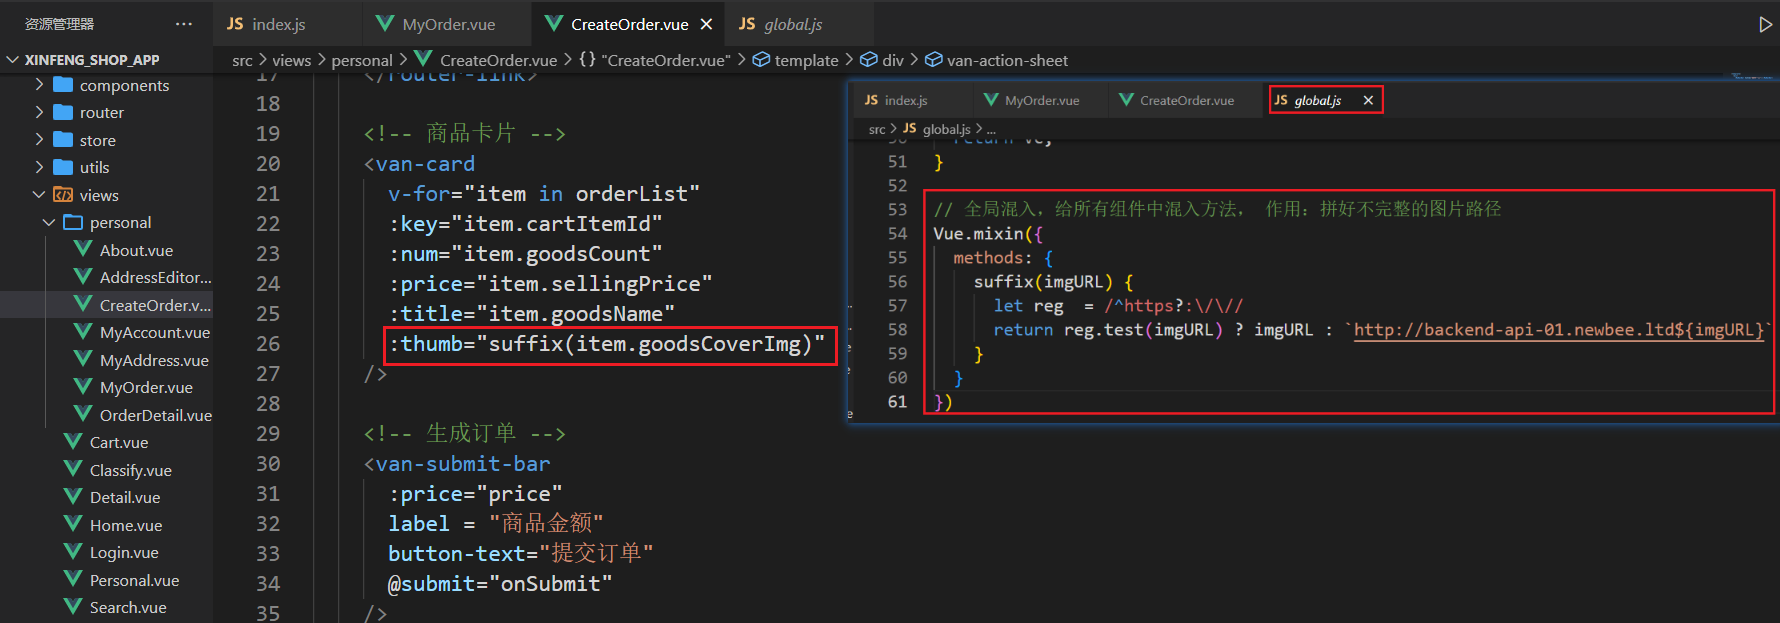 资源管理器 ···
XINFENG_SHOP_APP
components
router
store
utils
views
personal
About.vue
AddressEditor...
CreateOrder.v...
MyAccount.vue
MyAddress.vue
MyOrder.vue
OrderDetail.vue
Cart.vue
Classify.vue
Detail.vue
Home.vue
Login.vue
Personal.vue
Search.vue
JS index.js MyOrder.vue CreateOrder.vue × JS global.js
src > views > personal > CreateOrder.vue > {} "CreateOrder.vue" > template > div > van-action-sheet
17 </router-link>
18
19 <!-- 商品卡片 -->
20 <van-card
21 v-for="item in orderList"
22 :key="item.cartItemId"
23 :num="item.goodsCount"
24 :price="item.sellingPrice"
25 :title="item.goodsName"
26 :thumb="suffix(item.goodsCoverImg)"
27 />
28
29 <!-- 生成订单 -->
30 <van-submit-bar
31 :price="price"
32 label = "商品金额"
33 button-text="提交订单"
34 @submit="onSubmit"
35 />
JS index.js MyOrder.vue CreateOrder.vue JS global.js ×
src > JS global.js > ...
50 return ve;
51 }
52
53 // 全局混入，给所有组件中混入方法， 作用：拼好不完整的图片路径
54 Vue.mixin({
55 methods: {
56 suffix(imgURL) {
57 let reg = /^https?:\/\//
58 return reg.test(imgURL) ? imgURL : `http://backend-api-01.newbee.ltd${imgURL}`
59 }
60 }
61 })